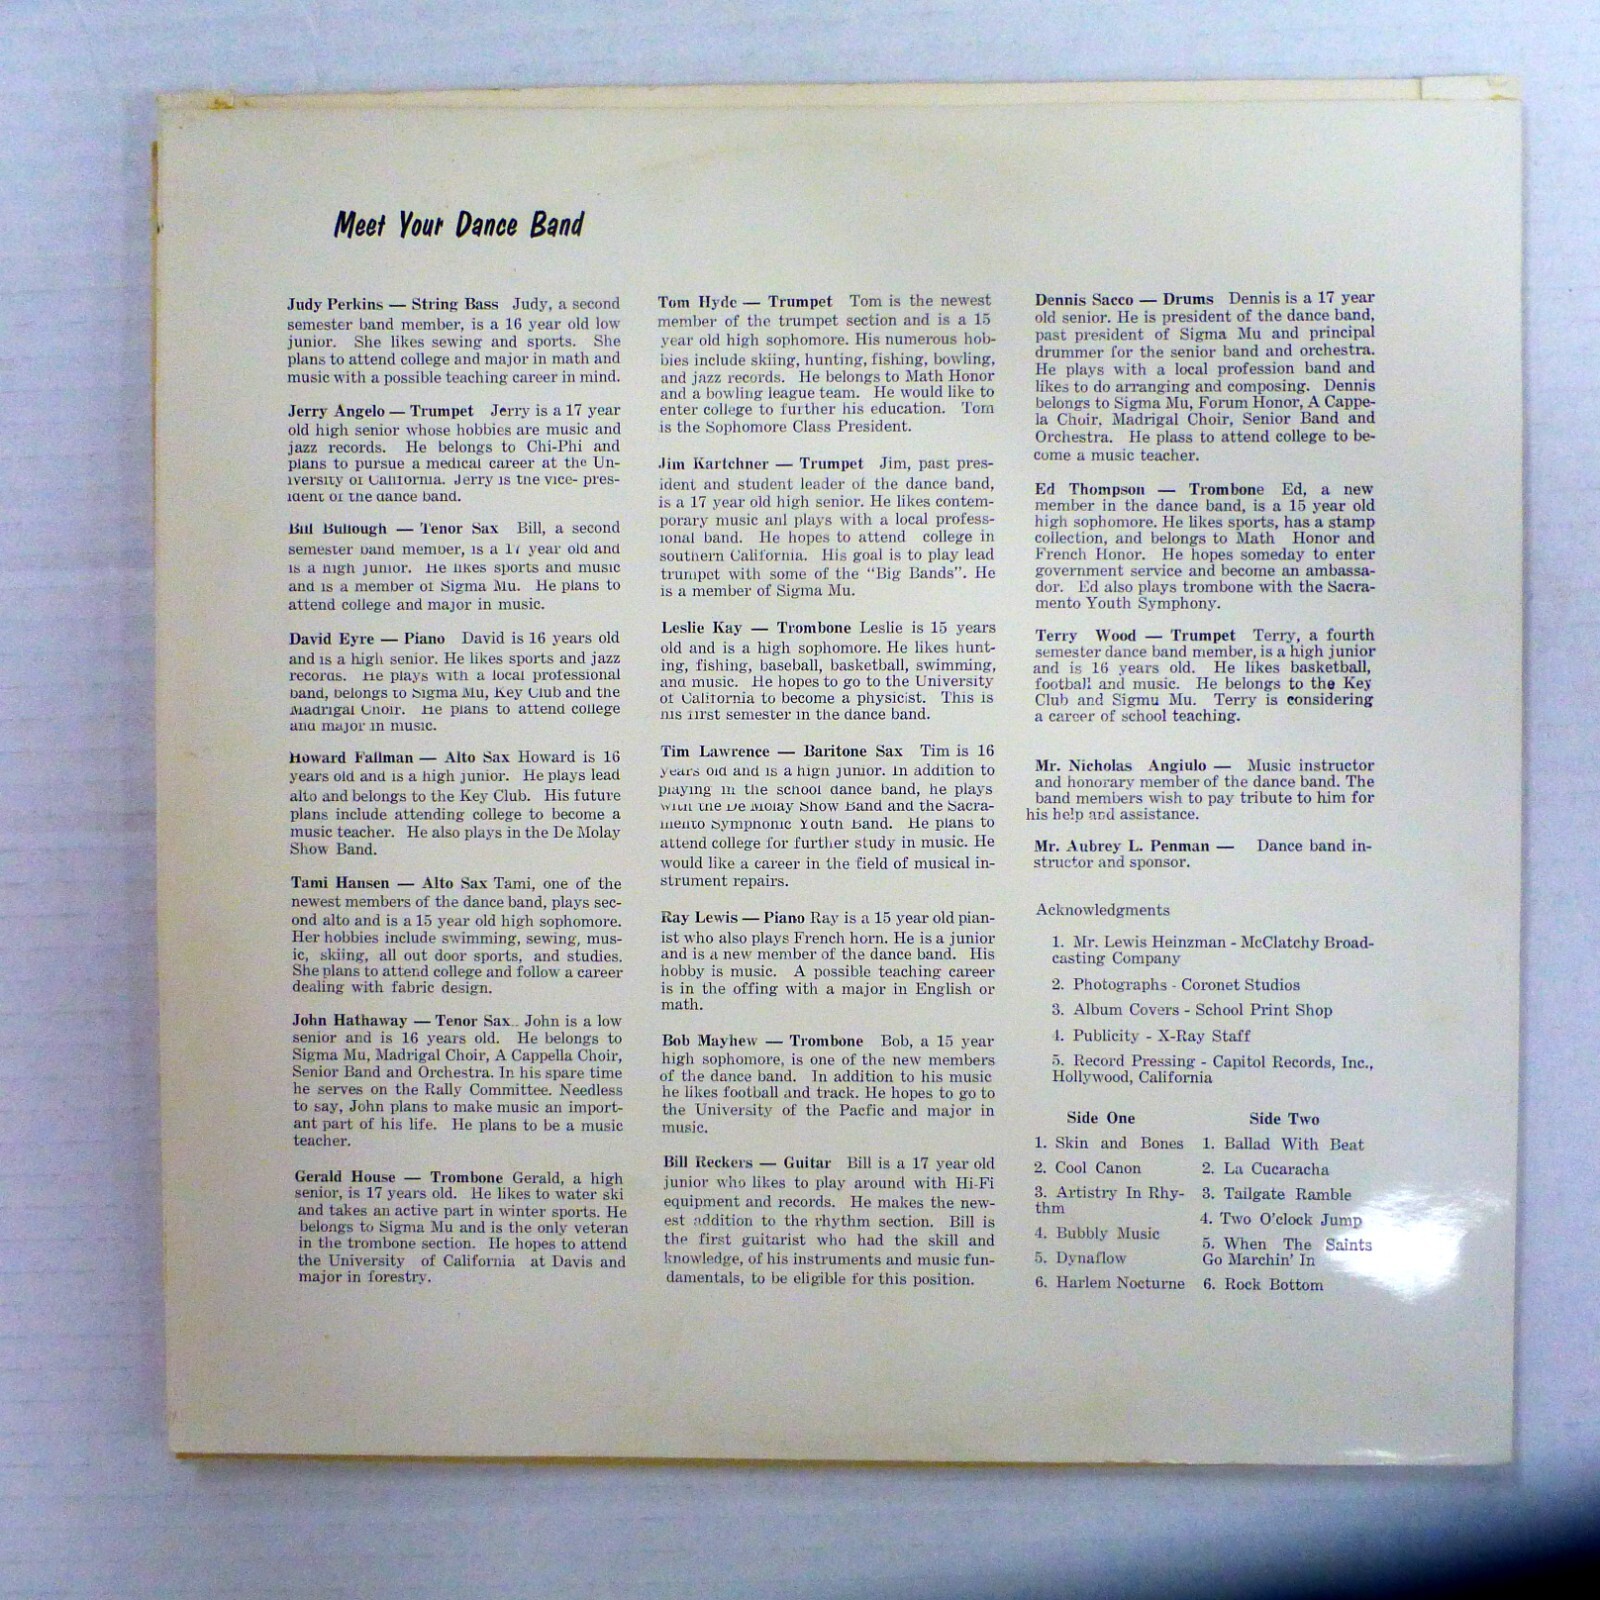 Meet Your Dance Band
Judy Perkins — String Bass Judy, a second
semester band member, is a 16 year old low
junior. She likes sewing and sports. She
plans to attend college and major in math and
music with a possible teaching career in mind.
Jerry Angelo — Trumpet Jerry is a 17 year
old high senior whose hobbies are music and
jazz records. He belongs to Chi-Phi and
plans to pursue a medical career at the Un-
iversity of California. Jerry is the vice- pres-
ident of the dance band.
Bill Bullough — Tenor Sax Bill, a second
semester band member, is a 17 year old and
is a high junior. He likes sports and music
and is a member of Sigma Mu. He plans to
attend college and major in music.
David Eyre — Piano David is 16 years old
and is a high senior. He likes sports and jazz
records. He plays with a local professional
band, belongs to Sigma Mu, Key Club and the
Madrigal Choir. He plans to attend college
and major in music.
Howard Fallman — Alto Sax Howard is 16
years old and is a high junior. He plays lead
alto and belongs to the Key Club. His future
plans include attending college to become a
music teacher. He also plays in the De Molay
Show Band.
Tami Hansen — Alto Sax Tami, one of the
newest members of the dance band, plays sec-
ond alto and is a 15 year old high sophomore.
Her hobbies include swimming, sewing, mus-
ic, skiing, all out door sports, and studies.
She plans to attend college and follow a career
dealing with fabric design.
John Hathaway — Tenor Sax.. John is a low
senior and is 16 years old. He belongs to
Sigma Mu, Madrigal Choir, A Cappella Choir,
Senior Band and Orchestra. In his spare time
he serves on the Rally Committee. Needless
to say, John plans to make music an import-
ant part of his life. He plans to be a music
teacher.
Gerald House — Trombone Gerald, a high
senior, is 17 years old. He likes to water ski
and takes an active part in winter sports. He
belongs to Sigma Mu and is the only veteran
in the trombone section. He hopes to attend
the University of California at Davis and
major in forestry.
Tom Hyde — Trumpet Tom is the newest
member of the trumpet section and is a 15
year old high sophomore. His numerous hob-
bies include skiing, hunting, fishing, bowling,
and jazz records. He belongs to Math Honor
and a bowling league team. He would like to
enter college to further his education. Tom
is the Sophomore Class President.
Jim Kartchner — Trumpet Jim, past pres-
ident and student leader of the dance band,
is a 17 year old high senior. He likes contem-
porary music anl plays with a local profess-
ional band. He hopes to attend college in
southern California. His goal is to play lead
trumpet with some of the "Big Bands". He
is a member of Sigma Mu.
Leslie Kay — Trombone Leslie is 15 years
old and is a high sophomore. He likes hunt-
ing, fishing, baseball, basketball, swimming,
and music. He hopes to go to the University
of California to become a physicist. This is
his first semester in the dance band.
Tim Lawrence — Baritone Sax Tim is 16
years old and is a high junior. In addition to
playing in the school dance band, he plays
with the De Molay Show Band and the Sacra-
mento Symphonic Youth Band. He plans to
attend college for further study in music. He
would like a career in the field of musical in-
strument repairs.
Ray Lewis — Piano Ray is a 15 year old pian-
ist who also plays French horn. He is a junior
and is a new member of the dance band. His
hobby is music. A possible teaching career
is in the offing with a major in English or
math.
Bob Mayhew — Trombone Bob, a 15 year
high sophomore, is one of the new members
of the dance band. In addition to his music
he likes football and track. He hopes to go to
the University of the Pacfic and major in
music.
Bill Reckers — Guitar Bill is a 17 year old
junior who likes to play around with Hi-Fi
equipment and records. He makes the new-
est addition to the rhythm section. Bill is
the first guitarist who had the skill and
knowledge, of his instruments and music fun-
damentals, to be eligible for this position.
Dennis Sacco — Drums Dennis is a 17 year
old senior. He is president of the dance band,
past president of Sigma Mu and principal
drummer for the senior band and orchestra.
He plays with a local profession band and
likes to do arranging and composing. Dennis
belongs to Sigma Mu, Forum Honor, A Cappe-
la Choir, Madrigal Choir, Senior Band and
Orchestra. He plass to attend college to be-
come a music teacher.
Ed Thompson — Trombone Ed, a new
member in the dance band, is a 15 year old
high sophomore. He likes sports, has a stamp
collection, and belongs to Math Honor and
French Honor. He hopes someday to enter
government service and become an ambassa-
dor. Ed also plays trombone with the Sacra-
mento Youth Symphony.
Terry Wood — Trumpet Terry, a fourth
semester dance band member, is a high junior
and is 16 years old. He likes basketball,
football and music. He belongs to the Key
Club and Sigmu Mu. Terry is considering
a career of school teaching.
Mr. Nicholas Angiulo — Music instructor
and honorary member of the dance band. The
band members wish to pay tribute to him for
his help and assistance.
Mr. Aubrey L. Penman — Dance band in-
structor and sponsor.
Acknowledgments
1. Mr. Lewis Heinzman - McClatchy Broad-
casting Company
2. Photographs - Coronet Studios
3. Album Covers - School Print Shop
4. Publicity - X-Ray Staff
5. Record Pressing - Capitol Records, Inc.,
Hollywood, California
Side One
1. Skin and Bones
2. Cool Canon
3. Artistry In Rhy-
thm
4. Bubbly Music
5. Dynaflow
6. Harlem Nocturne
Side Two
1. Ballad With Beat
2. La Cucaracha
3. Tailgate Ramble
4. Two O'clock Jump
5. When The Saints
Go Marchin' In
6. Rock Bottom